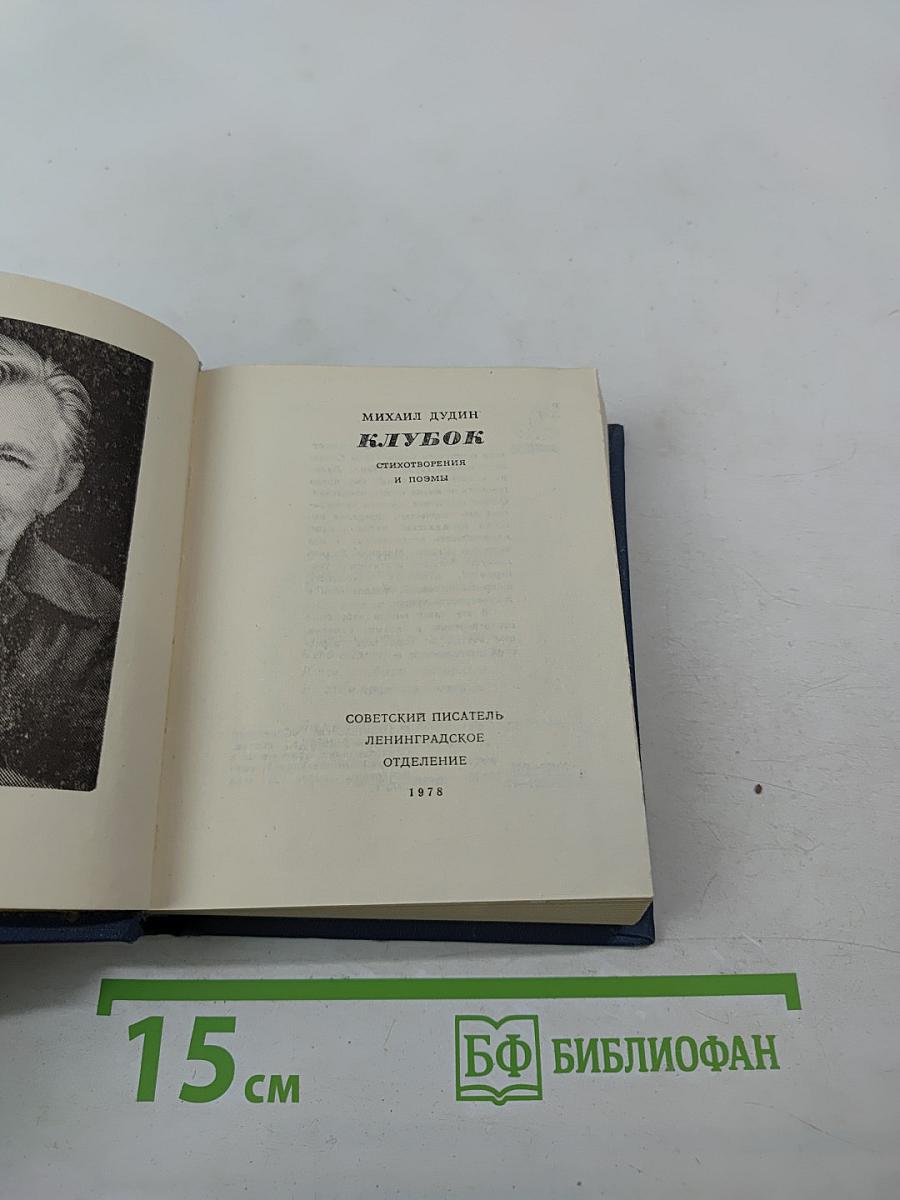 МИХАИЛ ДУДИН
КЛУБОК
СТИХОТВОРЕНИЯ
И ПОЭМЫ
СОВЕТСКИЙ ПИСАТЕЛЬ
ЛЕНИНГРАДСКОЕ
ОТДЕЛЕНИЕ
1978
15 см
БФ БИБЛИОФАН